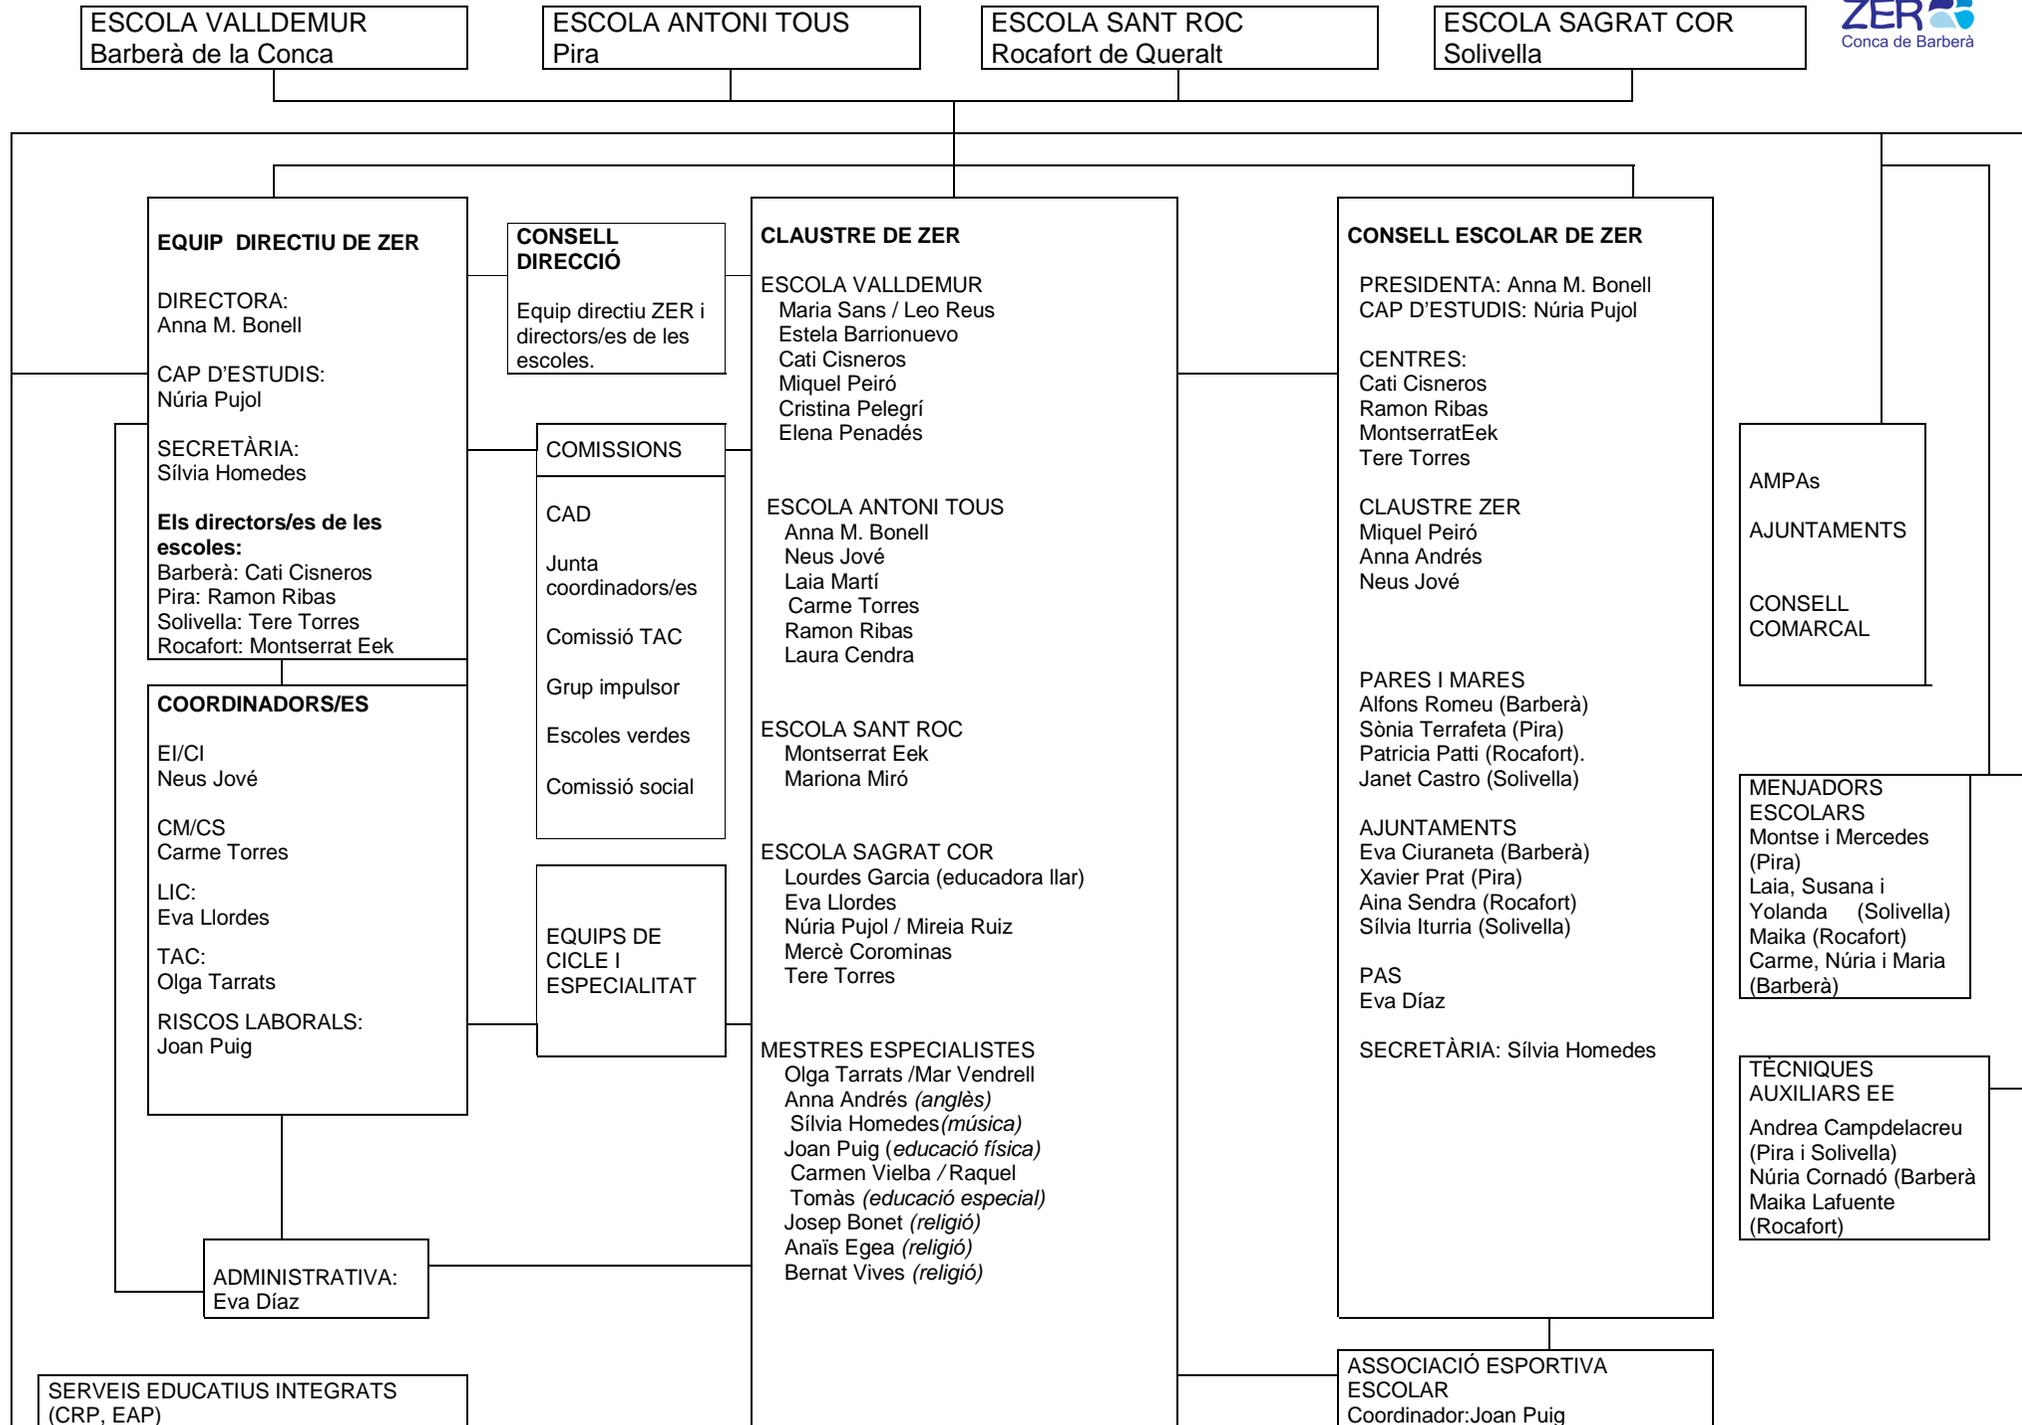 ESCOLA VALLDEMUR
Barberà de la Conca
ESCOLA ANTONI TOUS
Pira
ESCOLA SANT ROC
Rocafort de Queralt
ESCOLA SAGRAT COR
Solivella
ZER
Conca de Barberà
EQUIP DIRECTIU DE ZER
DIRECTORA:
Anna M. Bonell
CAP D'ESTUDIS:
Núria Pujol
SECRETÀRIA:
Sílvia Homedes
Els directors/es de les
escoles:
Barberà: Cati Cisneros
Pira: Ramon Ribas
Solivella: Tere Torres
Rocafort: Montserrat Eek
COORDINADORS/ES
EI/CI
Neus Jové
CM/CS
Carme Torres
LIC:
Eva Llordes
TAC:
Olga Tarrats
RISCOS LABORALS:
Joan Puig
ADMINISTRATIVA:
Eva Díaz
SERVEIS EDUCATIUS INTEGRATS
(CRP, EAP)
CONSELL
DIRECCIÓ
Equip directiu ZER i
directors/es de les
escoles.
COMISSIONS
CAD
Junta
coordinadors/es
Comissió TAC
Grup impulsor
Escoles verdes
Comissió social
EQUIPS DE
CICLE I
ESPECIALITAT
CLAUSTRE DE ZER
ESCOLA VALLDEMUR
Maria Sans / Leo Reus
Estela Barrionuevo
Cati Cisneros
Miquel Peiró
Cristina Pelegrí
Elena Penadés
ESCOLA ANTONI TOUS
Anna M. Bonell
Neus Jové
Laia Martí
Carme Torres
Ramon Ribas
Laura Cendra
ESCOLA SANT ROC
Montserrat Eek
Mariona Miró
ESCOLA SAGRAT COR
Lourdes Garcia (educadora llar)
Eva Llordes
Núria Pujol / Mireia Ruiz
Mercè Corominas
Tere Torres
MESTRES ESPECIALISTES
Olga Tarrats /Mar Vendrell
Anna Andrés (anglès)
Sílvia Homedes(música)
Joan Puig (educació física)
Carmen Vielba / Raquel
Tomàs (educació especial)
Josep Bonet (religió)
Anaïs Egea (religió)
Bernat Vives (religió)
CONSELL ESCOLAR DE ZER
PRESIDENTA: Anna M. Bonell
CAP D'ESTUDIS: Núria Pujol
CENTRES:
Cati Cisneros
Ramon Ribas
MontserratEek
Tere Torres
CLAUSTRE ZER
Miquel Peiró
Anna Andrés
Neus Jové
PARES I MARES
Alfons Romeu (Barberà)
Sònia Terrafeta (Pira)
Patricia Patti (Rocafort).
Janet Castro (Solivella)
AJUNTAMENTS
Eva Ciuraneta (Barberà)
Xavier Prat (Pira)
Aina Sendra (Rocafort)
Sílvia Iturria (Solivella)
PAS
Eva Díaz
SECRETÀRIA: Sílvia Homedes
ASSOCIACIÓ ESPORTIVA
ESCOLAR
Coordinador:Joan Puig
AMPAs
AJUNTAMENTS
CONSELL
COMARCAL
MENJADORS
ESCOLARS
Montse i Mercedes
(Pira)
Laia, Susana i
Yolanda (Solivella)
Maika (Rocafort)
Carme, Núria i Maria
(Barberà)
TÈCNIQUES
AUXILIARS EE
Andrea Campdelacreu
(Pira i Solivella)
Núria Cornadó (Barberà
Maika Lafuente
(Rocafort)